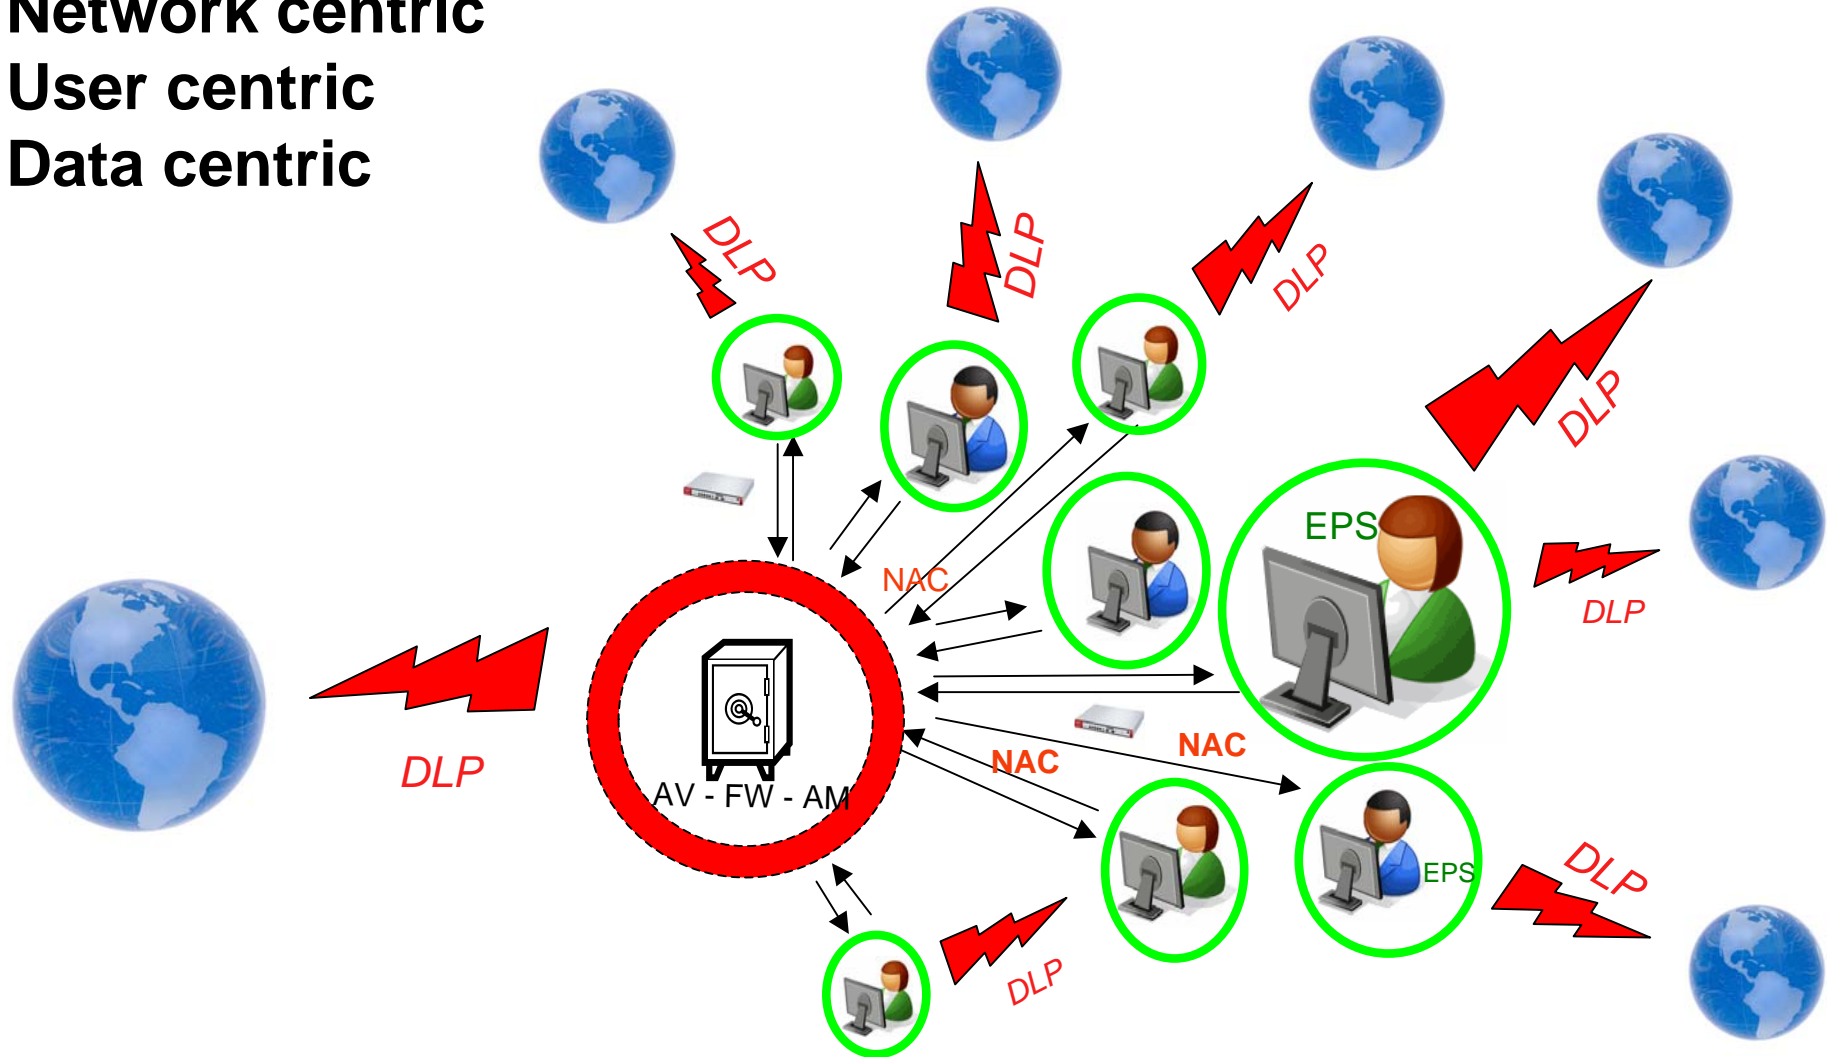 Network centric
User centric
Data centric
DLP
DLP
DLP
DLP
EPS
NAC
DLP
NAC
NAC
DLP
AV - FW - AM
DLP
EPS
DLP